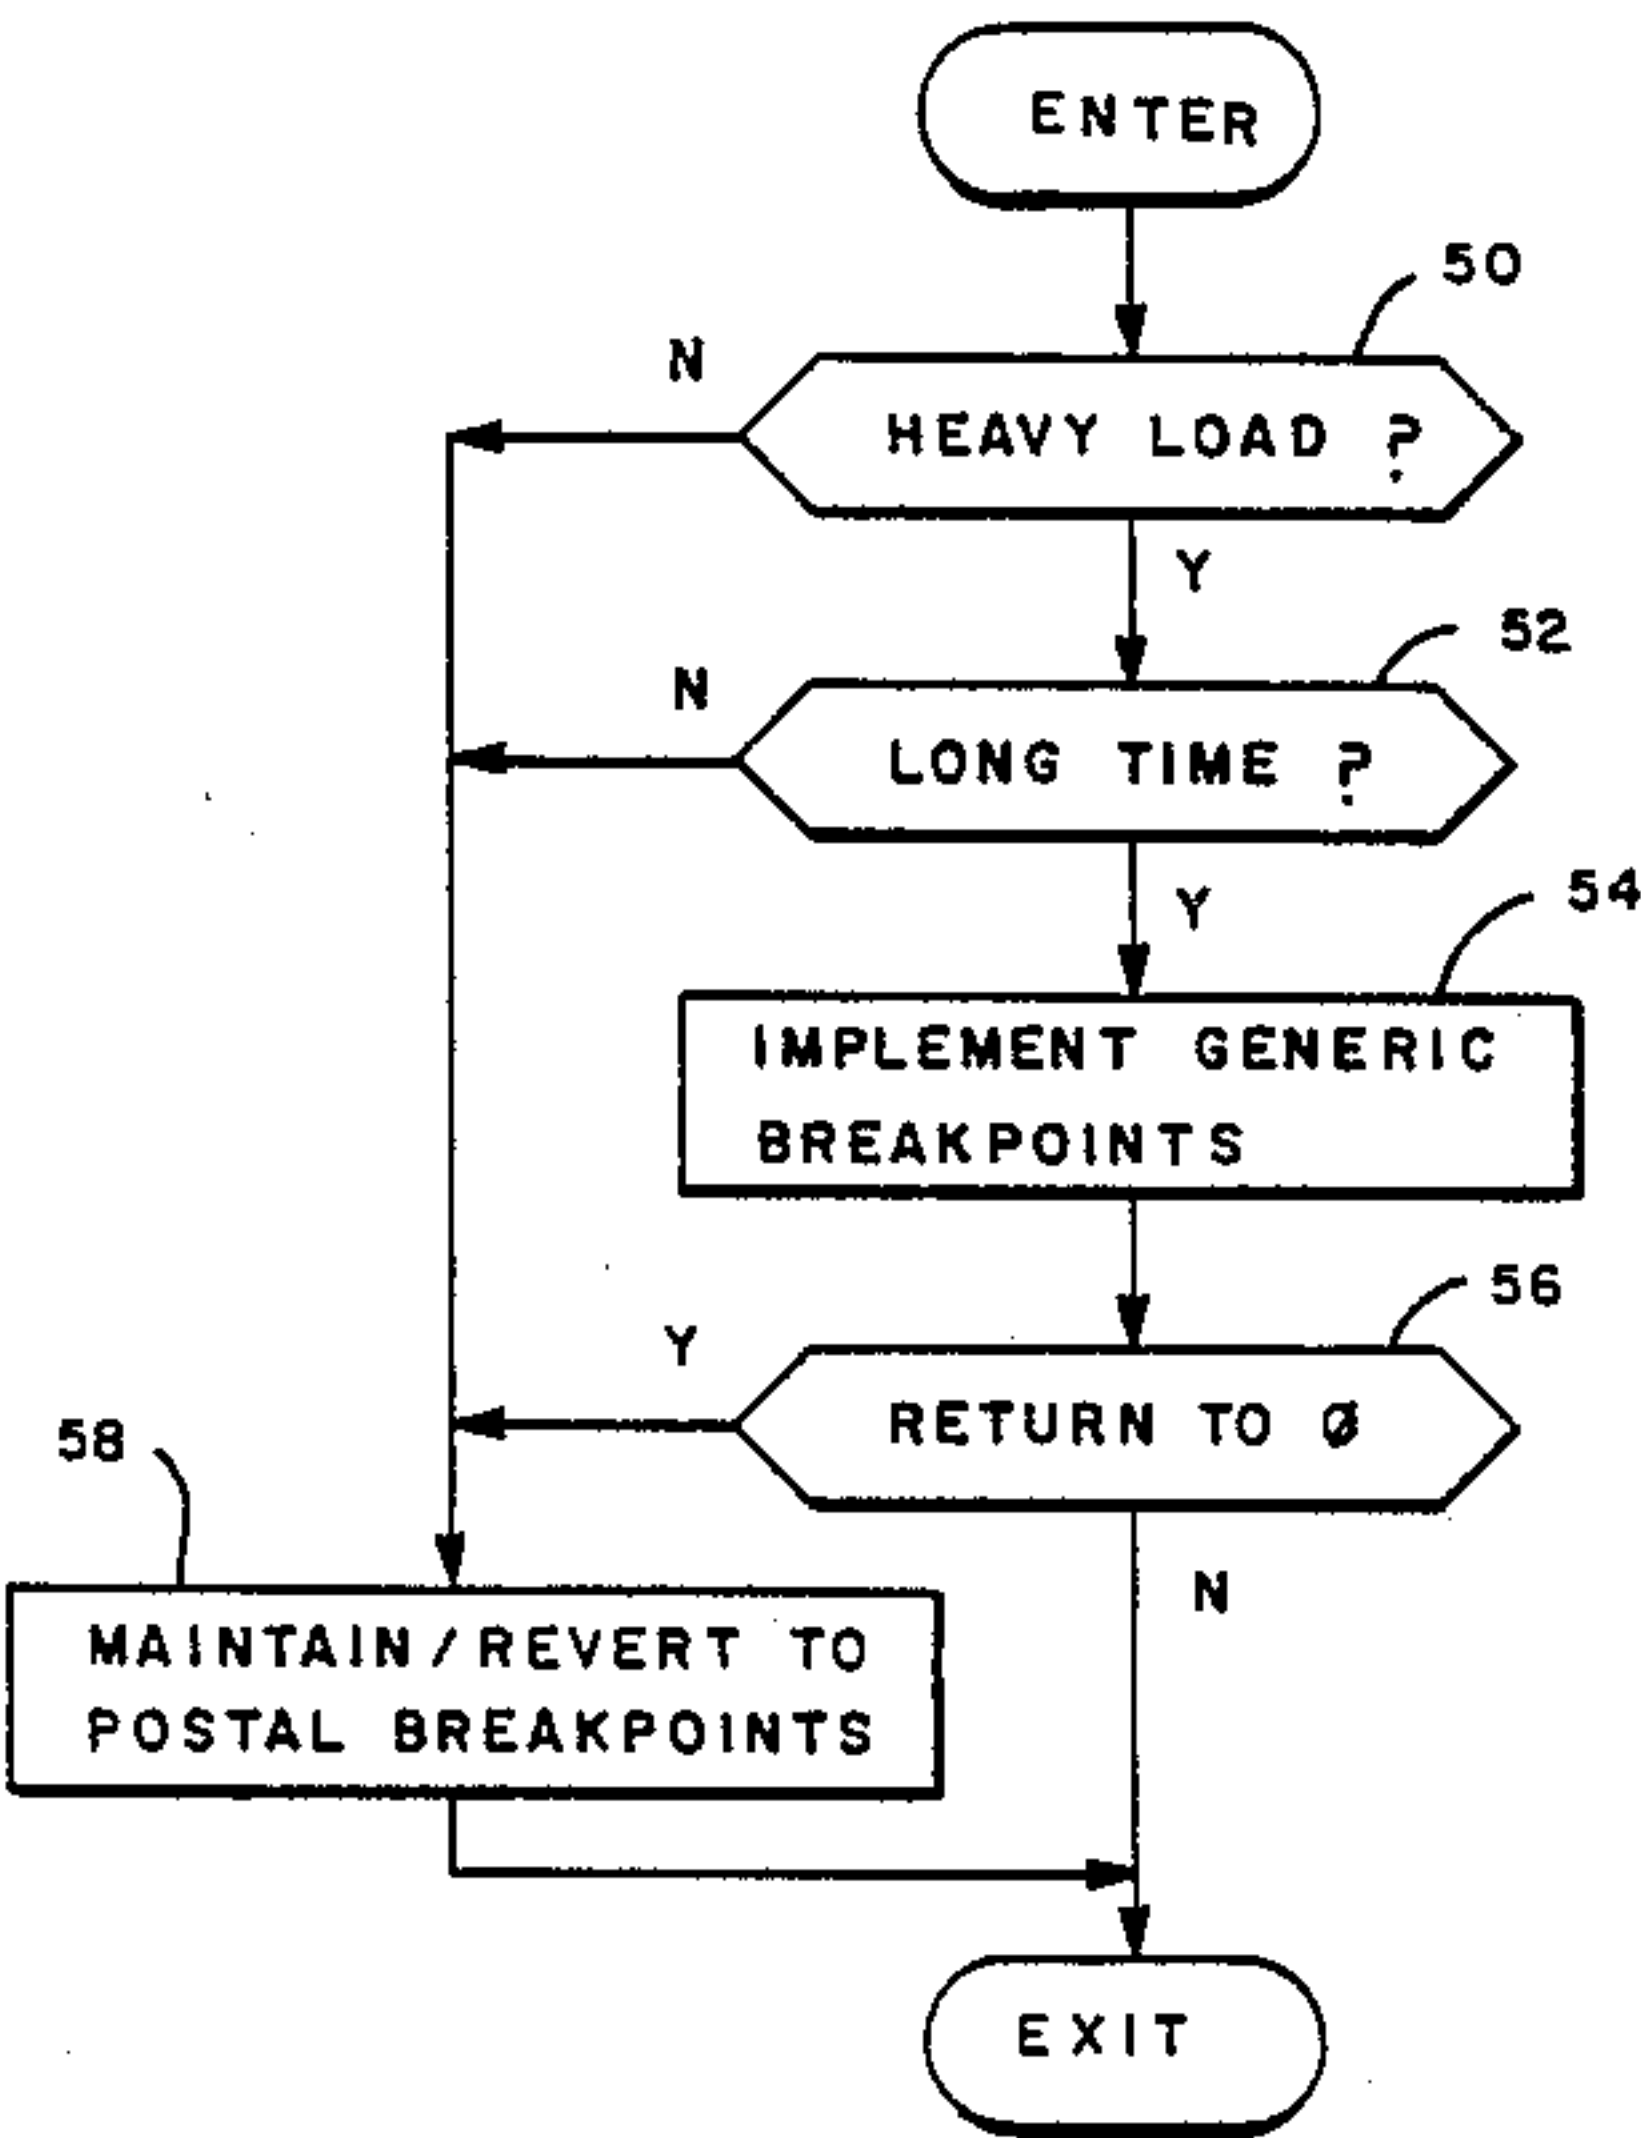 ENTER
50
N
HEAVY LOAD ?
Y
52
N
LONG TIME ?
Y
54
IMPLEMENT GENERIC
BREAKPOINTS
56
Y
RETURN TO Ø
58
N
MAINTAIN/REVERT TO
POSTAL BREAKPOINTS
EXIT